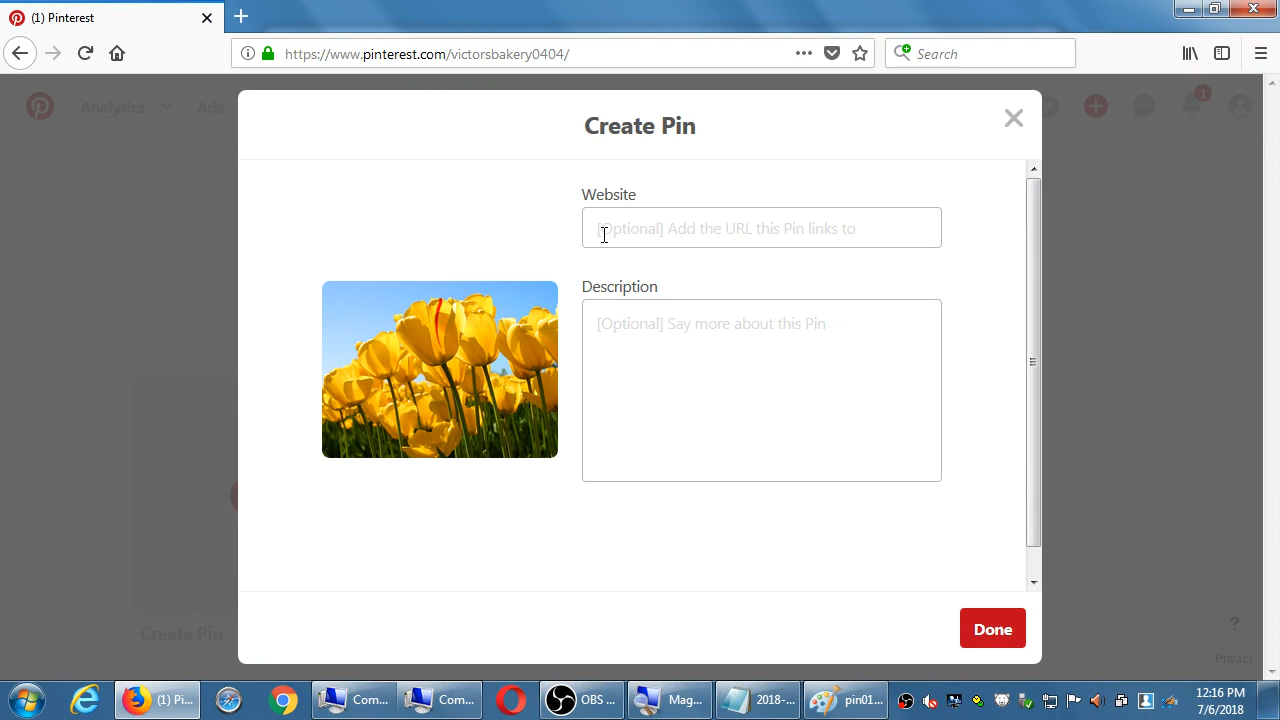 (1) Pinterest
https://www.pinterest.com/victorsbakery0404/
Search
Analytics
Ads
1
Create Pin
Website
[Optional] Add the URL this Pin links to
Description
[Optional] Say more about this Pin
Create Pin
Done
?
Privacy
(1) Pi...
Com...
Com...
OBS ...
Mag...
2018-...
pin01...
12:16 PM
7/6/2018